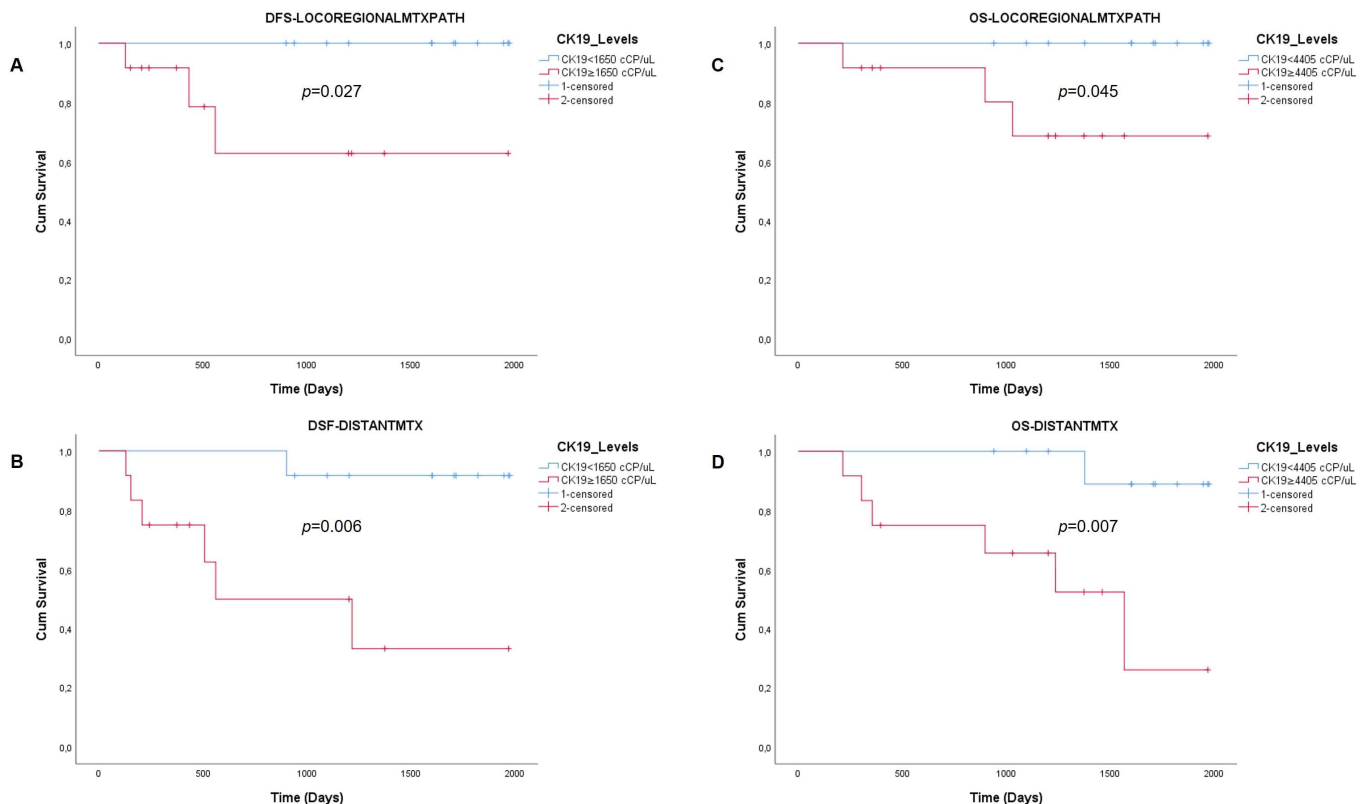 DFS-LOCOREGIONALMTXPATH
A
1,0
0,8
0,6
0,4
0,2
0,0
Cum Survival
0
500
1000
1500
2000
Time (Days)
p=0.027
CK19_Levels
CK19<1650 cCP/uL
CK19≥1650 cCP/uL
1-censored
2-censored
OS-LOCOREGIONALMTXPATH
C
1,0
0,8
0,6
0,4
0,2
0,0
Cum Survival
0
500
1000
1500
2000
Time (Days)
p=0.045
CK19_Levels
CK19<4405 cCP/uL
CK19≥4405 cCP/uL
1-censored
2-censored
DSF-DISTANTMTX
B
1,0
0,8
0,6
0,4
0,2
0,0
Cum Survival
0
500
1000
1500
2000
Time (Days)
p=0.006
CK19_Levels
CK19<1650 cCP/uL
CK19≥1650 cCP/uL
1-censored
2-censored
OS-DISTANTMTX
D
1,0
0,8
0,6
0,4
0,2
0,0
Cum Survival
0
500
1000
1500
2000
Time (Days)
p=0.007
CK19_Levels
CK19<4405 cCP/uL
CK19≥4405 cCP/uL
1-censored
2-censored